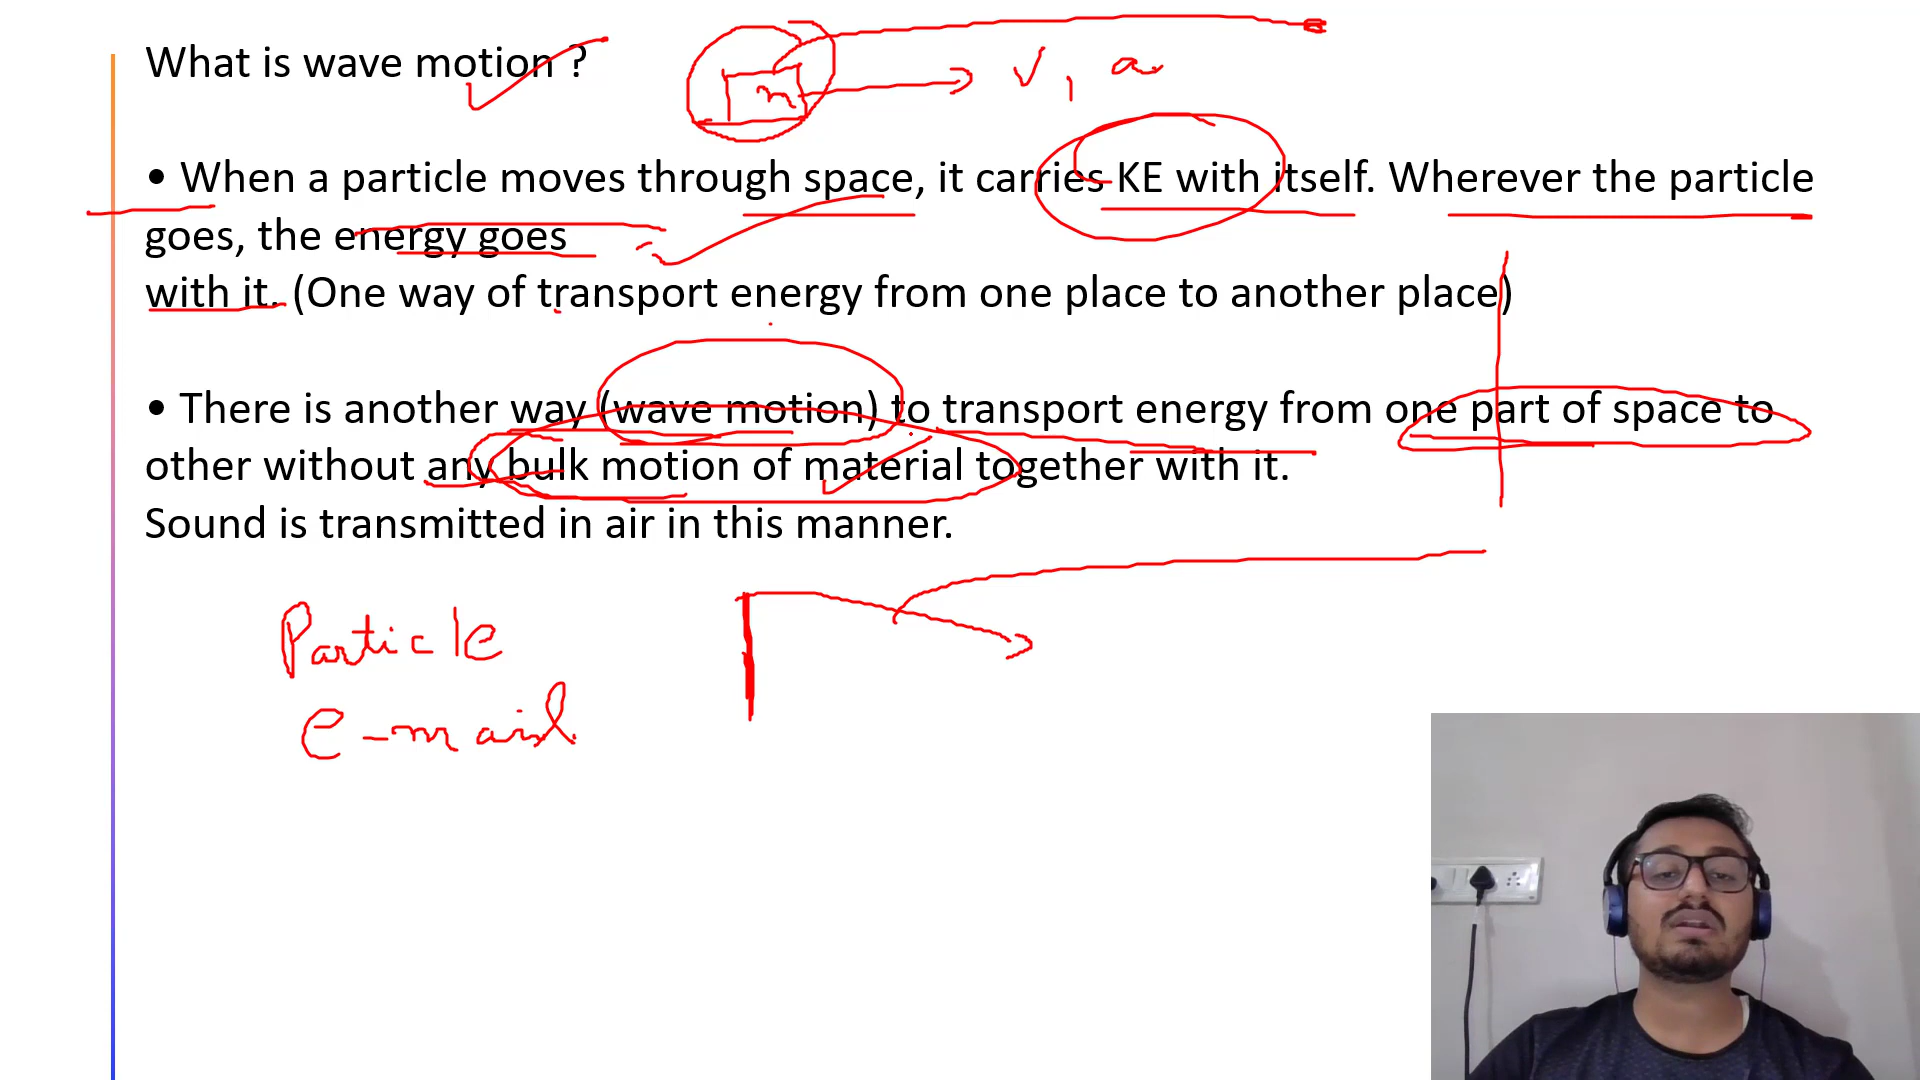 What is wave motion ?
m
v, a
• When a particle moves through space, it carries KE with itself. Wherever the particle
goes, the energy goes
with it. (One way of transport energy from one place to another place)
• There is another way (wave motion) to transport energy from one part of space to
other without any bulk motion of material together with it.
Sound is transmitted in air in this manner.
Particle
e-mail